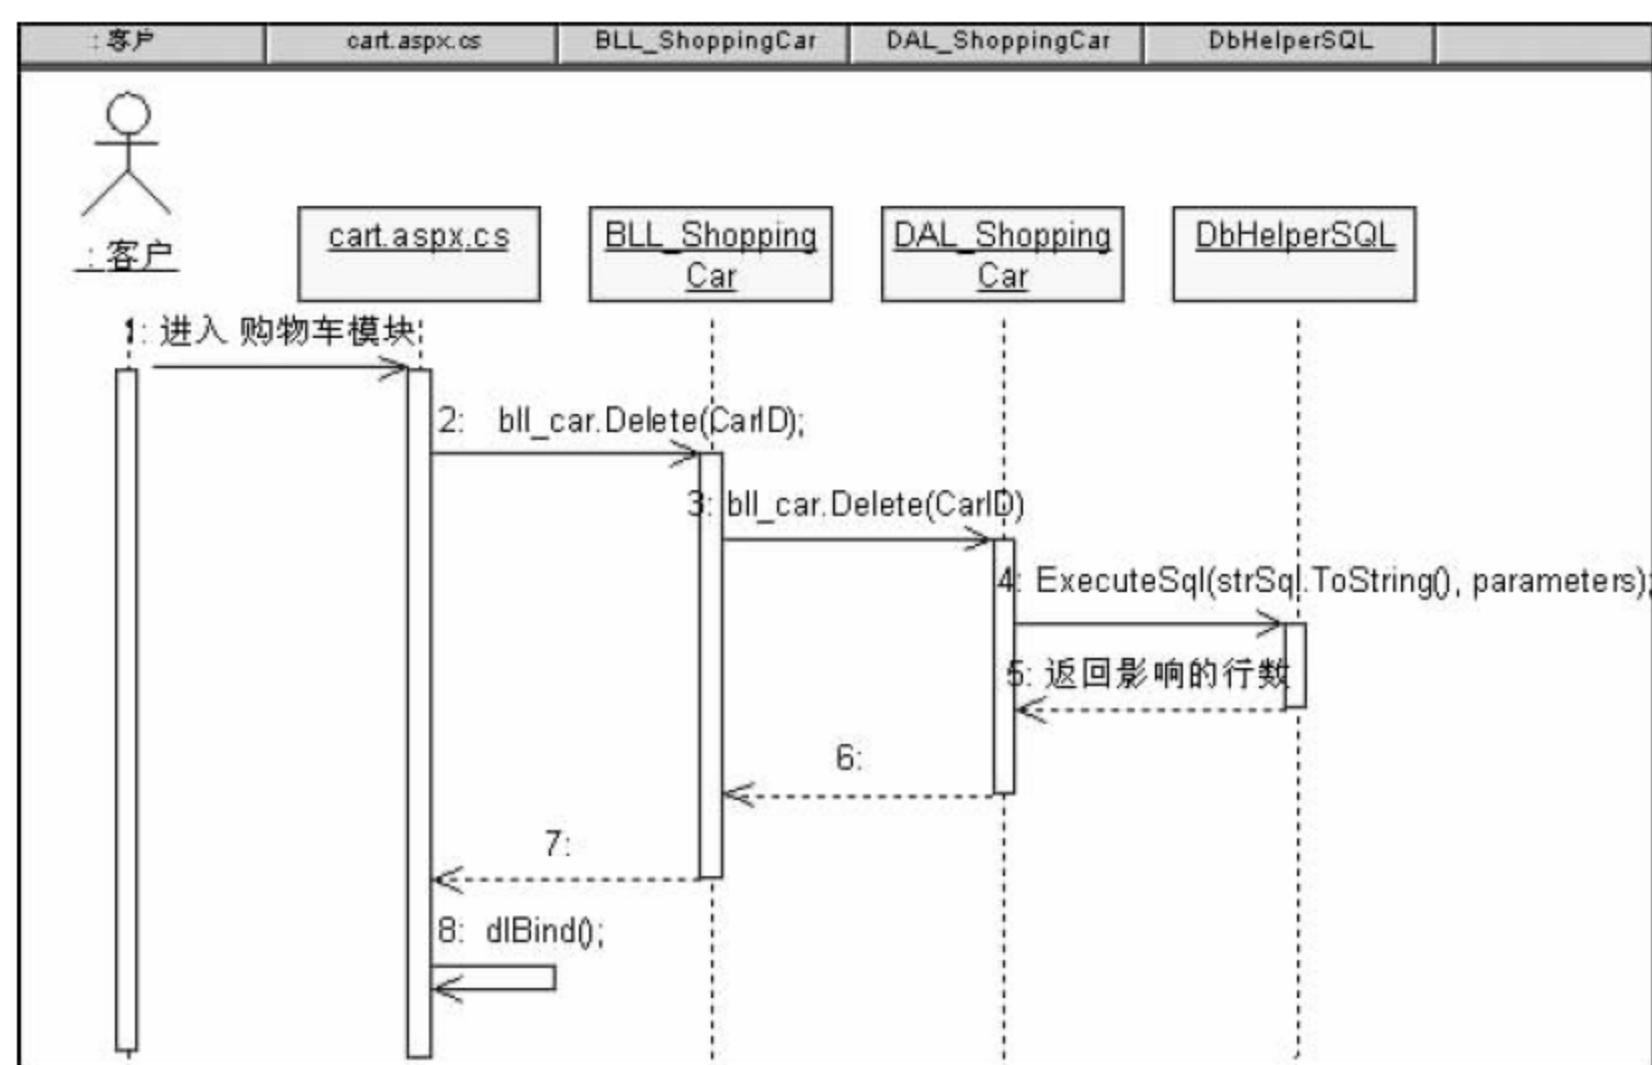 : 客户
cart.aspx.cs
BLL_ShoppingCar
DAL_ShoppingCar
DbHelperSQL
: 客户
cart.aspx.cs
BLL_Shopping
Car
DAL_Shopping
Car
DbHelperSQL
1: 进入 购物车模块
2: bll_car.Delete(CarID);
3: bll_car.Delete(CarID)
4: ExecuteSql(strSql.ToString(), parameters);
5: 返回影响的行数
6:
7:
8: dlBind();